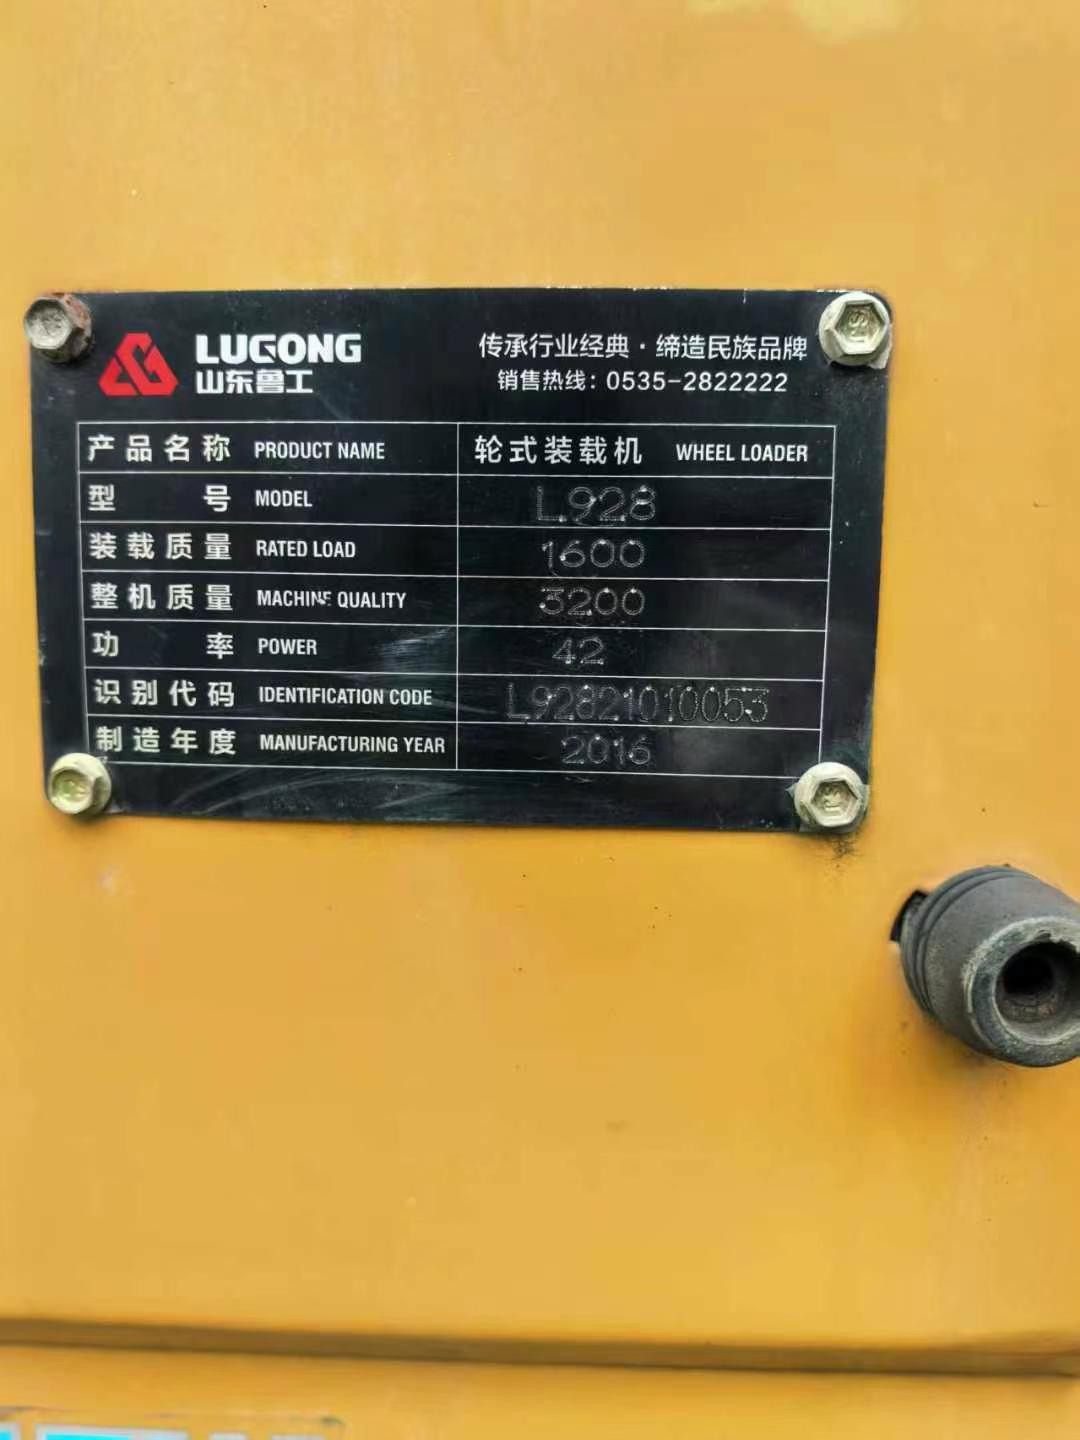 LUGONG
山东鲁工
传承行业经典·缔造民族品牌
销售热线：0535-2822222
产品名称 PRODUCT NAME 轮式装载机 WHEEL LOADER
型号 MODEL L928
装载质量 RATED LOAD 1600
整机质量 MACHINE QUALITY 3200
功率 POWER 42
识别代码 IDENTIFICATION CODE L92821010053
制造年度 MANUFACTURING YEAR 2016